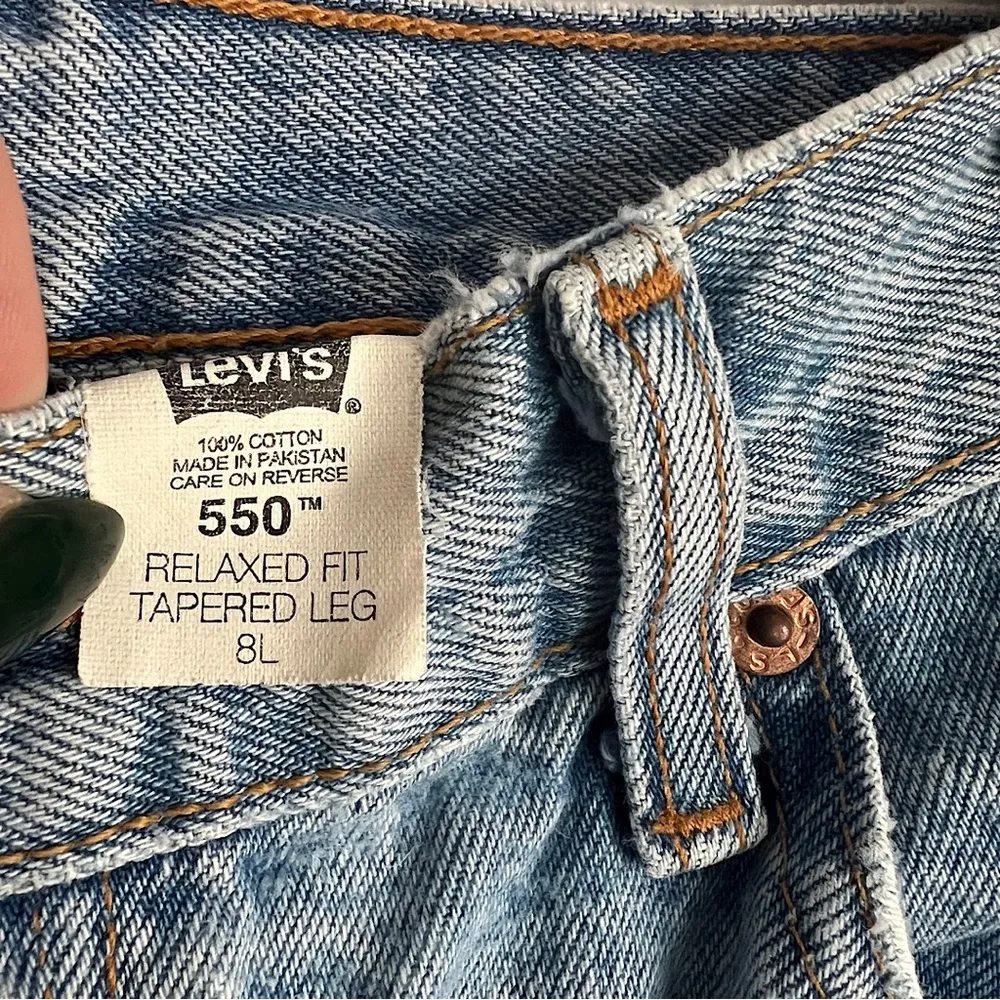 Levi's ®
100% COTTON
MADE IN PAKISTAN
CARE ON REVERSE
550™
RELAXED FIT
TAPERED LEG
8L